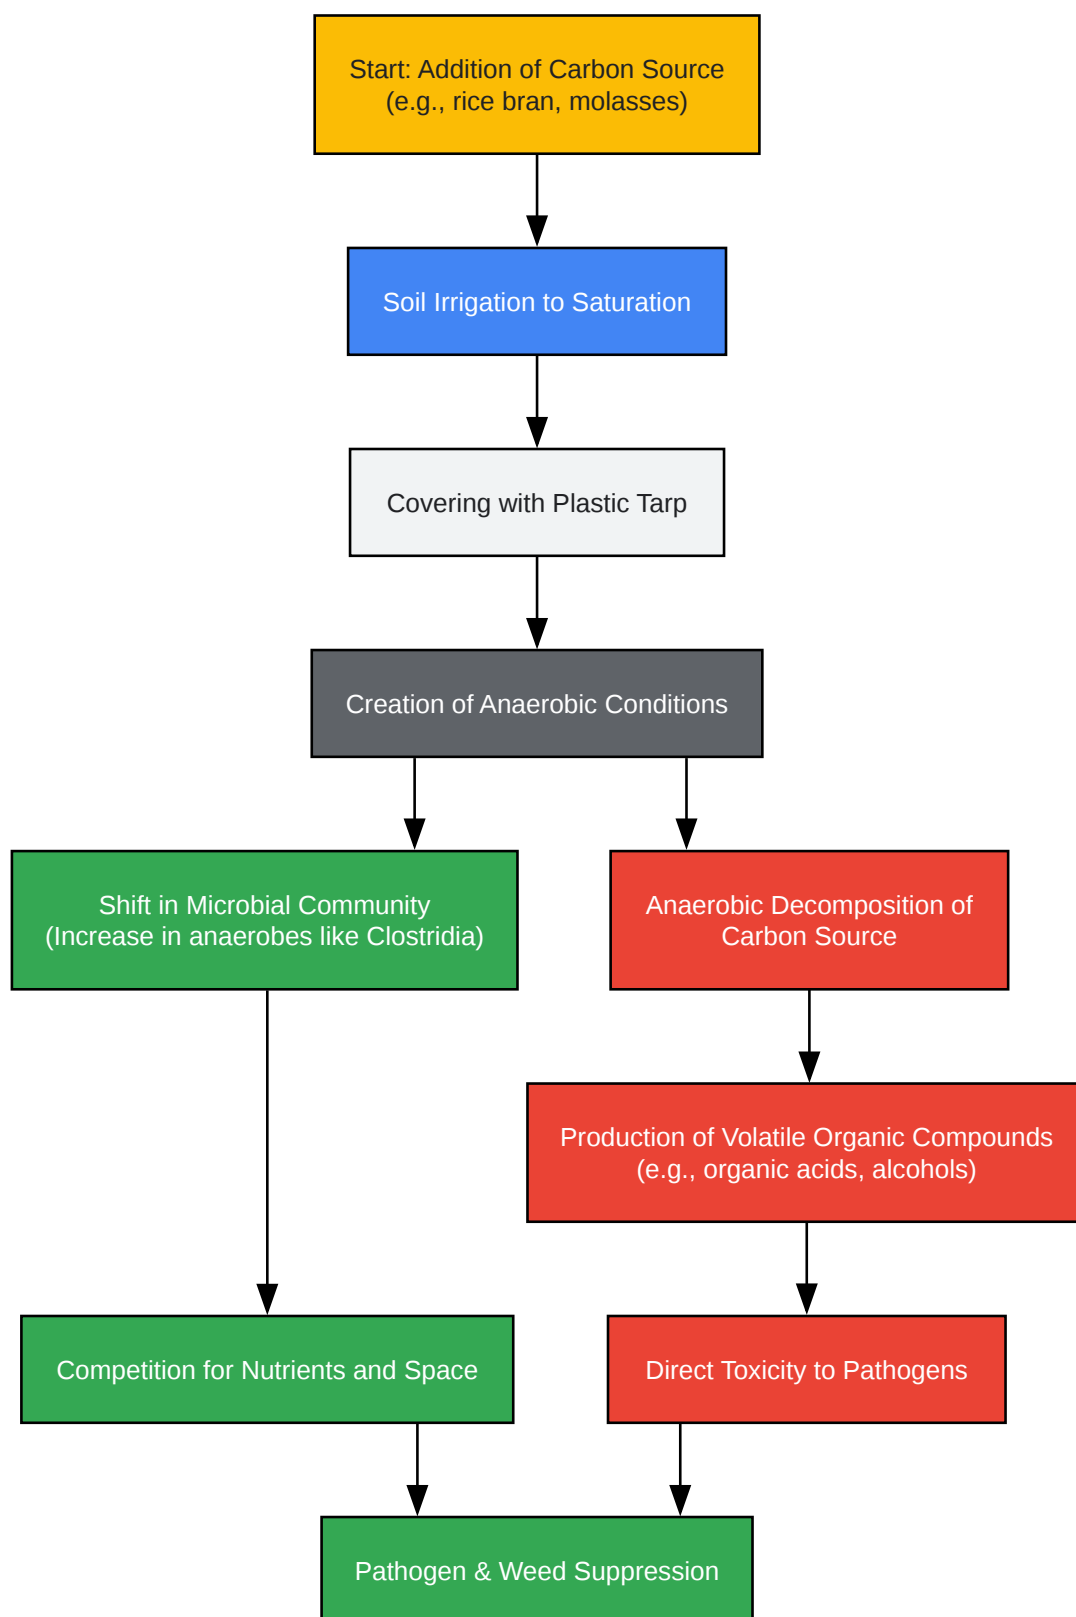 Start: Addition of Carbon Source
(e.g., rice bran, molasses)
Soil Irrigation to Saturation
Covering with Plastic Tarp
Creation of Anaerobic Conditions
Shift in Microbial Community
(Increase in anaerobes like Clostridia)
Anaerobic Decomposition of
Carbon Source
Production of Volatile Organic Compounds
(e.g., organic acids, alcohols)
Competition for Nutrients and Space
Direct Toxicity to Pathogens
Pathogen & Weed Suppression